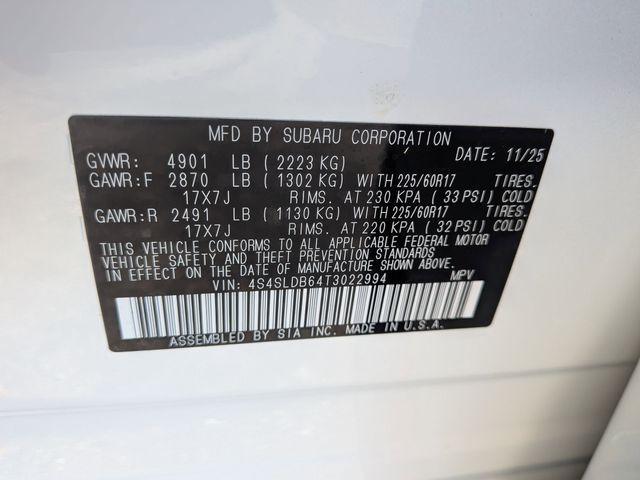 MFD BY SUBARU CORPORATION
GVWR: 4901 LB (2223 KG) DATE: 11/25
GAWR:F 2870 LB (1302 KG) WITH 225/60R17 TIRES.
17X7J RIMS. AT 230 KPA (33 PSI) COLD
GAWR:R 2491 LB (1130 KG) WITH 225/60R17 TIRES.
17X7J RIMS. AT 220 KPA (32 PSI) COLD
THIS VEHICLE CONFORMS TO ALL APPLICABLE FEDERAL MOTOR
VEHICLE SAFETY AND THEFT PREVENTION STANDARDS
IN EFFECT ON THE DATE OF MANUFACTURE SHOWN ABOVE.
VIN: 4S4SLDB64T3022994 MPV
ASSEMBLED BY SIA INC. MADE IN U.S.A.